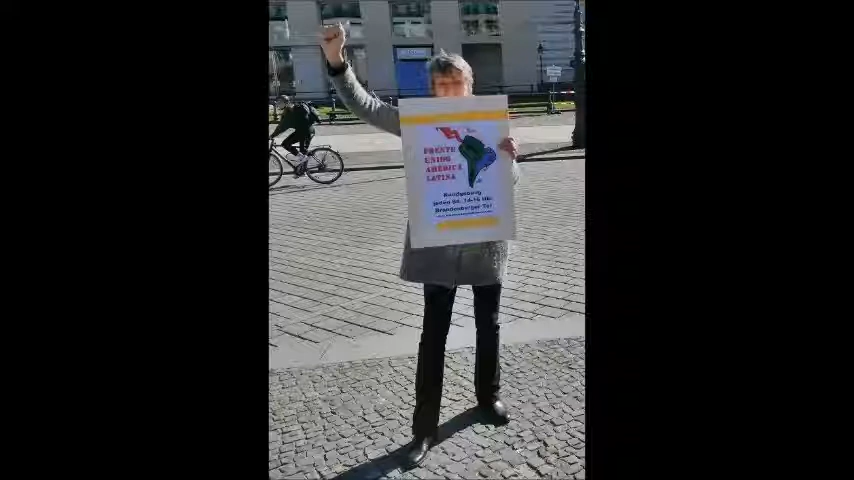 FRENTE
UNIDO
AMÉRICA
LATINA
Kundgebung
jeden Sa. 14-16 Uhr
Brandenburger Tor